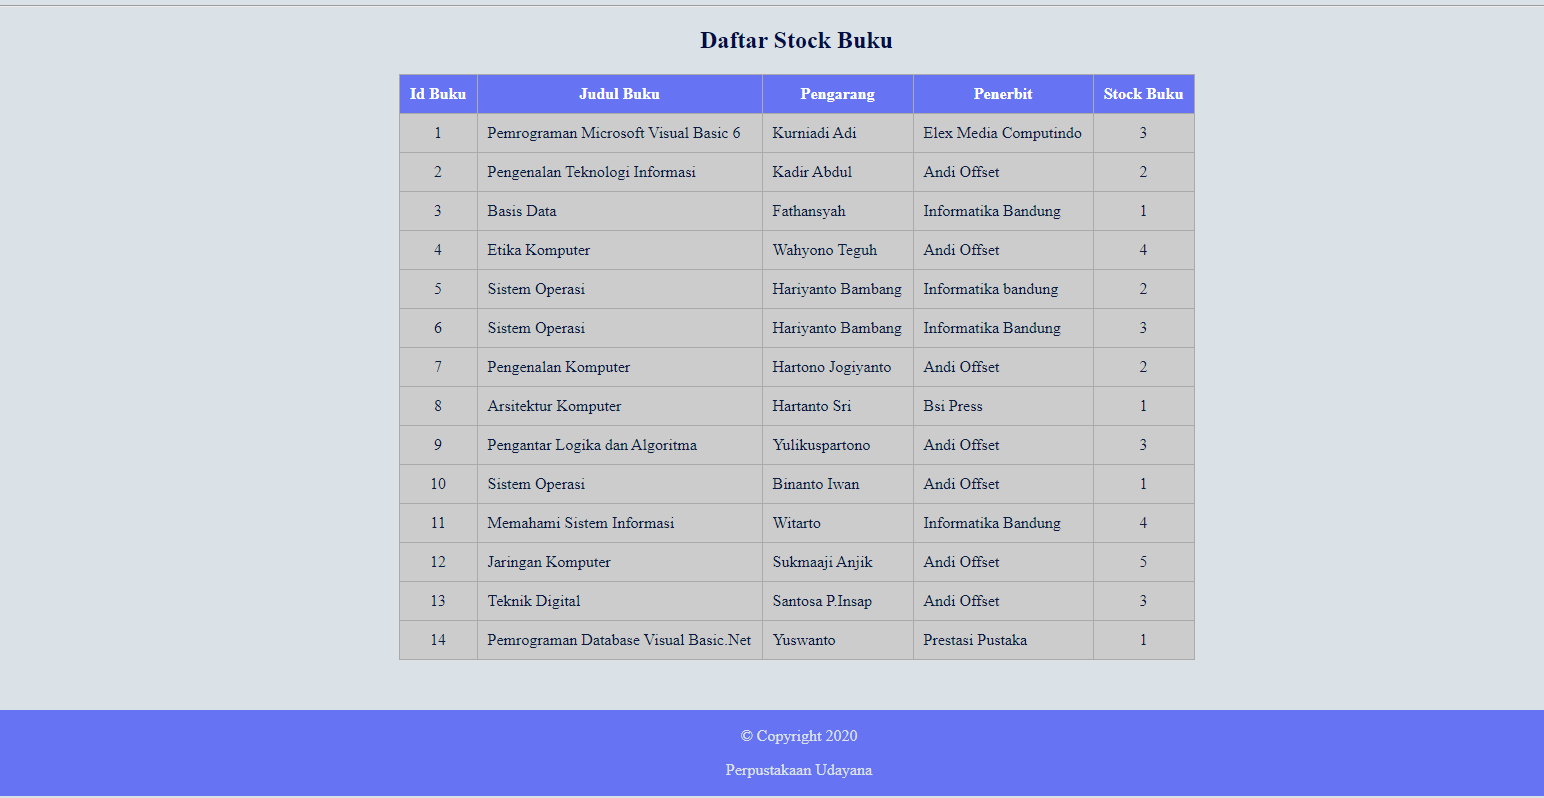 Daftar Stock Buku
Id Buku Judul Buku Pengarang Penerbit Stock Buku
1 Pemrograman Microsoft Visual Basic 6 Kurniadi Adi Elex Media Computindo 3
2 Pengenalan Teknologi Informasi Kadir Abdul Andi Offset 2
3 Basis Data Fathansyah Informatika Bandung 1
4 Etika Komputer Wahyono Teguh Andi Offset 4
5 Sistem Operasi Hariyanto Bambang Informatika bandung 2
6 Sistem Operasi Hariyanto Bambang Informatika Bandung 3
7 Pengenalan Komputer Hartono Jogiyanto Andi Offset 2
8 Arsitektur Komputer Hartanto Sri Bsi Press 1
9 Pengantar Logika dan Algoritma Yulikuspartono Andi Offset 3
10 Sistem Operasi Binanto Iwan Andi Offset 1
11 Memahami Sistem Informasi Witarto Informatika Bandung 4
12 Jaringan Komputer Sukmaaji Anjik Andi Offset 5
13 Teknik Digital Santosa P.Insap Andi Offset 3
14 Pemrograman Database Visual Basic.Net Yuswanto Prestasi Pustaka 1
© Copyright 2020
Perpustakaan Udayana